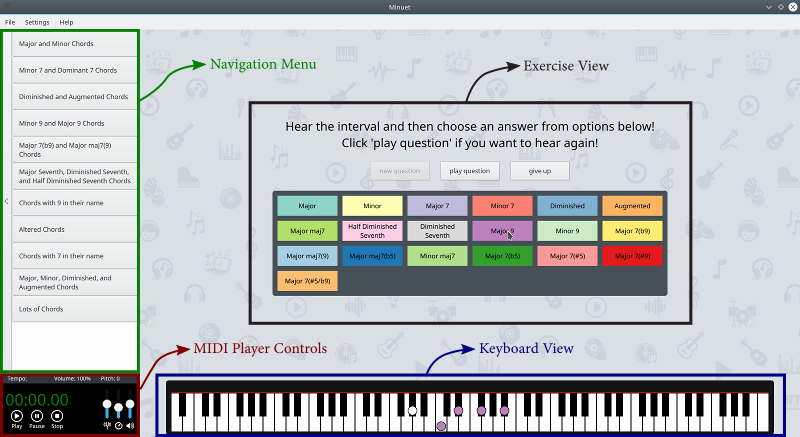 Minuet
File Settings Help
Major and Minor Chords
Minor 7 and Dominant 7 Chords
Diminished and Augmented Chords
Minor 9 and Major 9 Chords
Major 7(b9) and Major maj7(9)
Chords
Major Seventh, Diminished Seventh,
and Half Diminished Seventh Chords
Chords with 9 in their name
Altered Chords
Chords with 7 in their name
Major, Minor, Diminished, and
Augmented Chords
Lots of Chords
Navigation Menu
Exercise View
Hear the interval and then choose an answer from options below!
Click 'play question' if you want to hear again!
new question play question give up
Major Minor Major 7 Minor 7 Diminished Augmented
Major maj7 Half Diminished Seventh Diminished Seventh Major 9 Minor 9 Major 7(b9)
Major maj7(9) Major maj7(b5) Minor maj7 Major 7(b5) Major 7(#5) Major 7(#9)
Major 7(#5/b9)
MIDI Player Controls
Keyboard View
Tempo: Volume: 100% Pitch: 0
00:00.00
Play Pause Stop